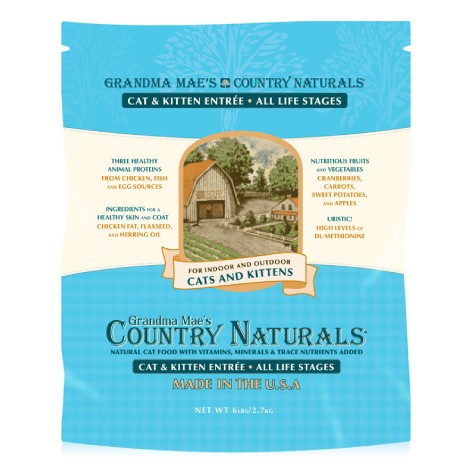 GRANDMA MAE'S COUNTRY NATURALS®
CAT & KITTEN ENTRÉE • ALL LIFE STAGES
THREE HEALTHY
ANIMAL PROTEINS
FROM CHICKEN, FISH
AND EGG SOURCES
INGREDIENTS FOR A
HEALTHY SKIN AND COAT
CHICKEN FAT, FLAXSEED,
AND HERRING OIL
NUTRITIOUS FRUITS
AND VEGETABLES
CRANBERRIES,
CARROTS,
SWEET POTATOES,
AND APPLES
URISTIC!
HIGH LEVELS OF
DL-METHIONINE
FOR INDOOR AND OUTDOOR
CATS AND KITTENS
Grandma Mae's
COUNTRY NATURALS®
NATURAL CAT FOOD WITH VITAMINS, MINERALS & TRACE NUTRIENTS ADDED
CAT & KITTEN ENTRÉE • ALL LIFE STAGES
MADE IN THE U.S.A
NET WT 6LBS/2.7KG